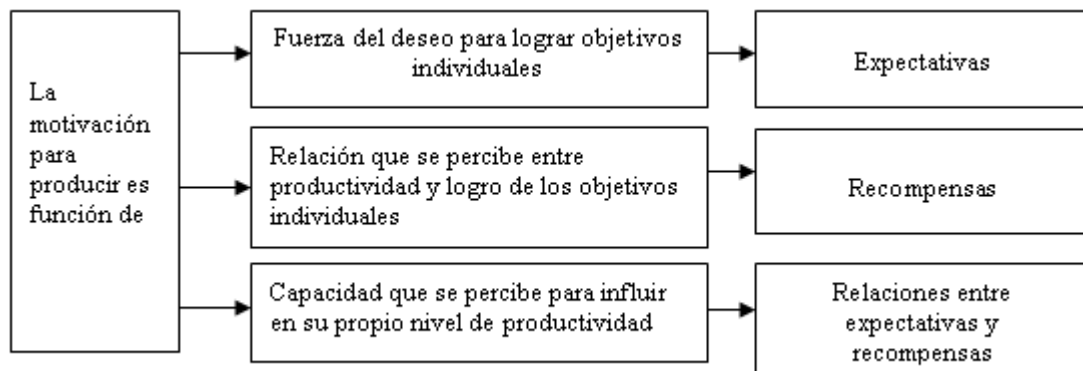 La
motivación
para
producir es
función de
Fuerza del deseo para lograr objetivos
individuales
Expectativas
Relación que se percibe entre
productividad y logro de los objetivos
individuales
Recompensas
Capacidad que se percibe para influir
en su propio nivel de productividad
Relaciones entre
expectativas y
recompensas